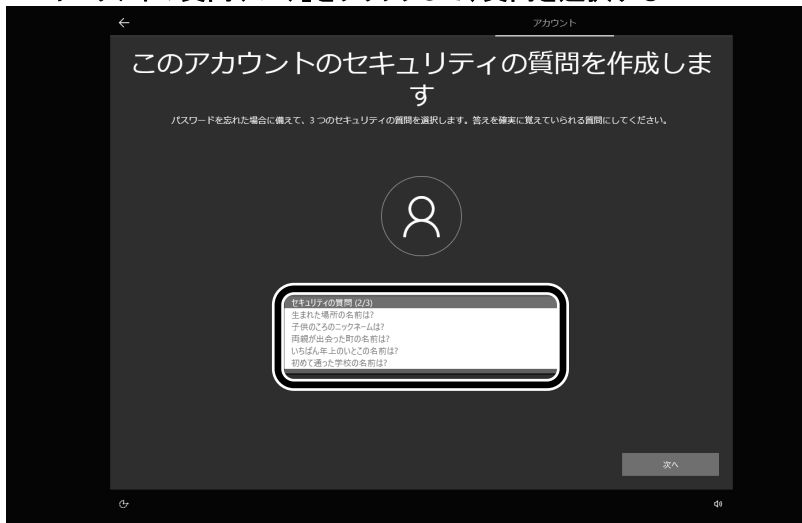 アカウント
このアカウントのセキュリティの質問を作成しま
す
パスワードを忘れた場合に備えて、3 つのセキュリティの質問を選択します。答えを確実に覚えていられる質問にしてください。
セキュリティの質問 (2/3)
生まれた場所の名前は?
子供のころのニックネームは?
両親が出会った町の名前は?
いちばん年上のいとこの名前は?
初めて通った学校の名前は?
次へ